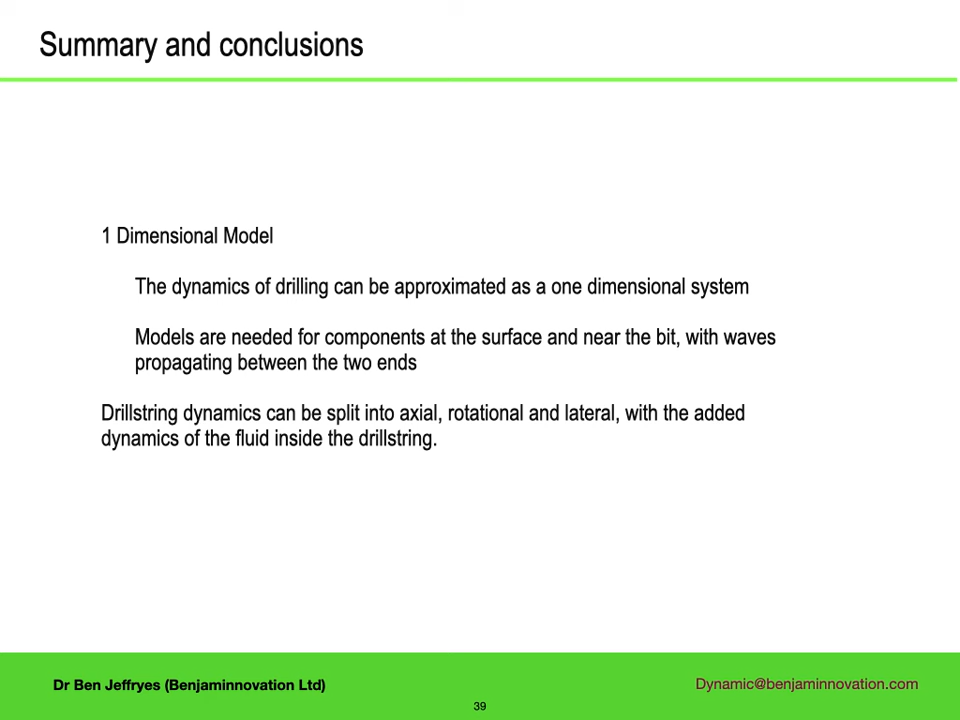 Summary and conclusions
1 Dimensional Model
The dynamics of drilling can be approximated as a one dimensional system
Models are needed for components at the surface and near the bit, with waves
propagating between the two ends
Drillstring dynamics can be split into axial, rotational and lateral, with the added
dynamics of the fluid inside the drillstring.
Dr Ben Jeffryes (Benjaminnovation Ltd)
Dynamic@benjaminnovation.com
39